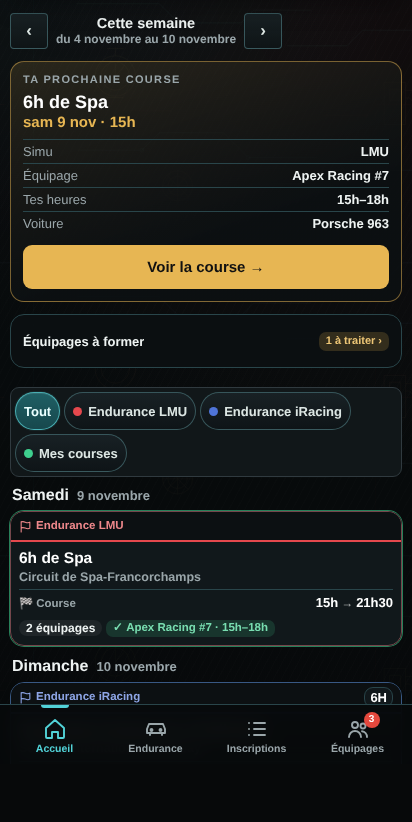 ‹ Cette semaine ›
du 4 novembre au 10 novembre
TA PROCHAINE COURSE
6h de Spa
sam 9 nov · 15h
Simu LMU
Équipage Apex Racing #7
Tes heures 15h–18h
Voiture Porsche 963
Voir la course →
Équipages à former 1 à traiter ›
Tout Endurance LMU Endurance iRacing
Mes courses
Samedi 9 novembre
Endurance LMU
6h de Spa
Circuit de Spa-Francorchamps
Course 15h → 21h30
2 équipages ✓ Apex Racing #7 · 15h–18h
Dimanche 10 novembre
Endurance iRacing 6H
3
Accueil Endurance Inscriptions Équipages